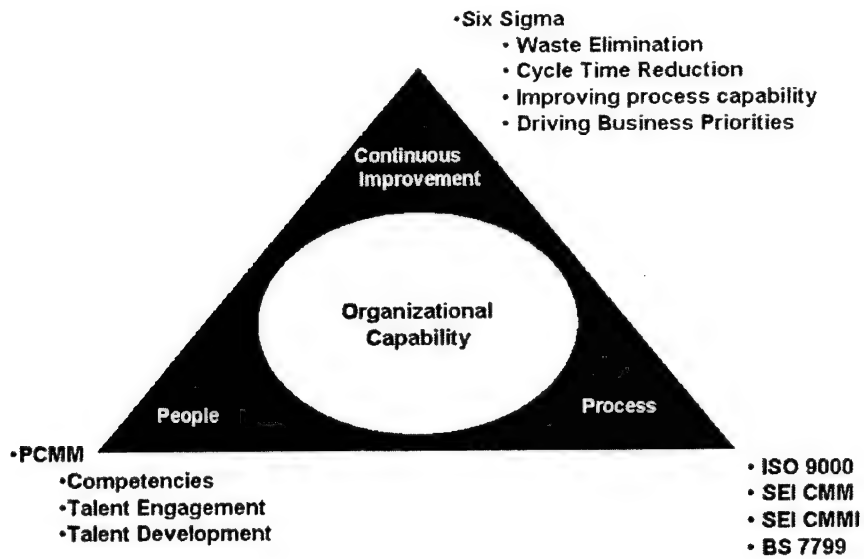 •Six Sigma
• Waste Elimination
• Cycle Time Reduction
• Improving process capability
• Driving Business Priorities
Continuous
Improvement
Organizational
Capability
People
Process
•PCMM
•Competencies
•Talent Engagement
•Talent Development
• ISO 9000
• SEI CMM
• SEI CMMI
• BS 7799